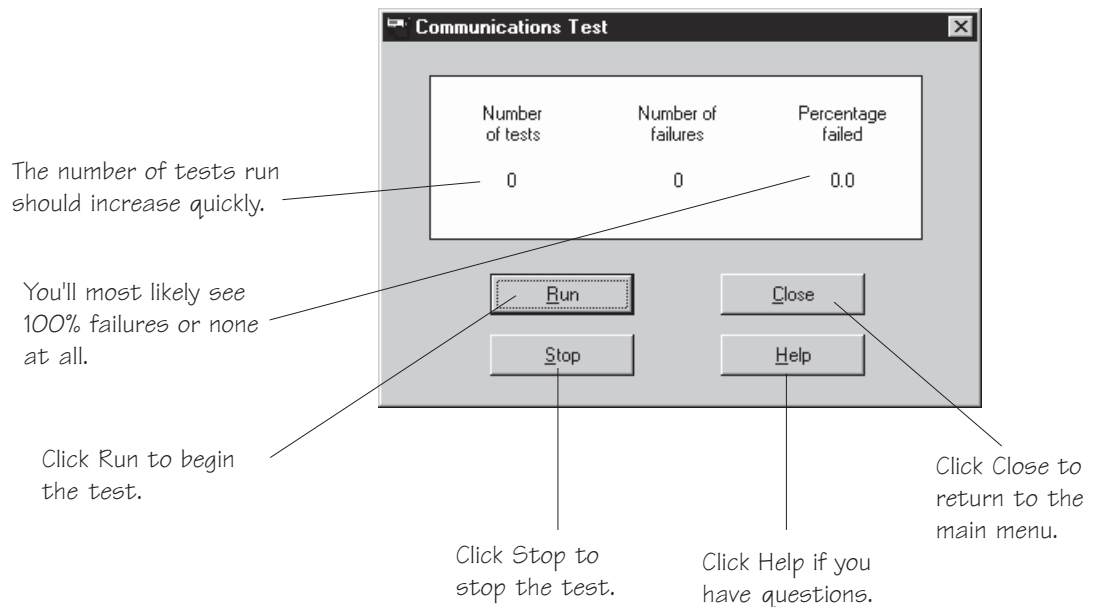 Communications Test
Number Number of Percentage
of tests failures failed
0 0 0.0
The number of tests run
should increase quickly.
You'll most likely see
100% failures or none
at all.
Run Close
Stop Help
Click Run to begin
the test.
Click Stop to
stop the test.
Click Help if you
have questions.
Click Close to
return to the
main menu.